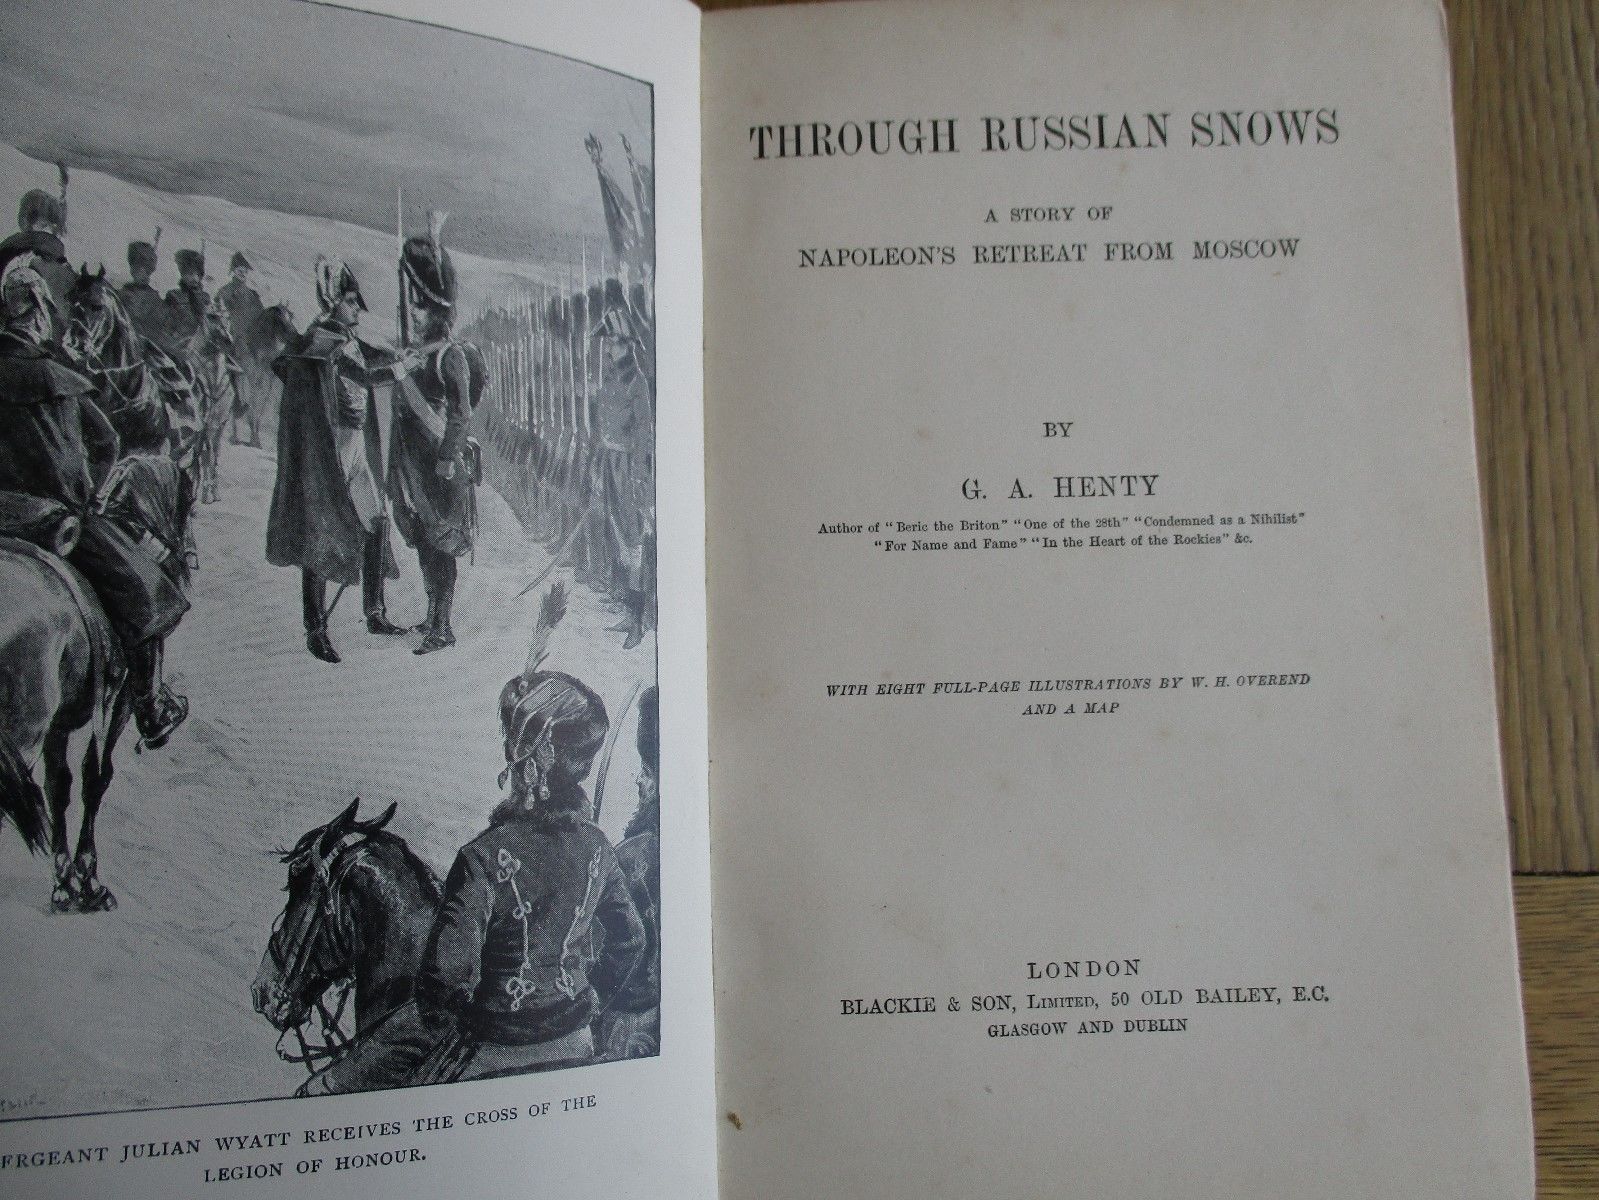 ERGEANT JULIAN WYATT RECEIVES THE CROSS OF THE
LEGION OF HONOUR.
THROUGH RUSSIAN SNOWS
A STORY OF
NAPOLEON'S RETREAT FROM MOSCOW
BY
G. A. HENTY
Author of "Beric the Briton" "One of the 28th" "Condemned as a Nihilist"
"For Name and Fame" "In the Heart of the Rockies" &c.
WITH EIGHT FULL-PAGE ILLUSTRATIONS BY W. H. OVEREND
AND A MAP
LONDON
BLACKIE & SON, LIMITED, 50 OLD BAILEY, E.C.
GLASGOW AND DUBLIN